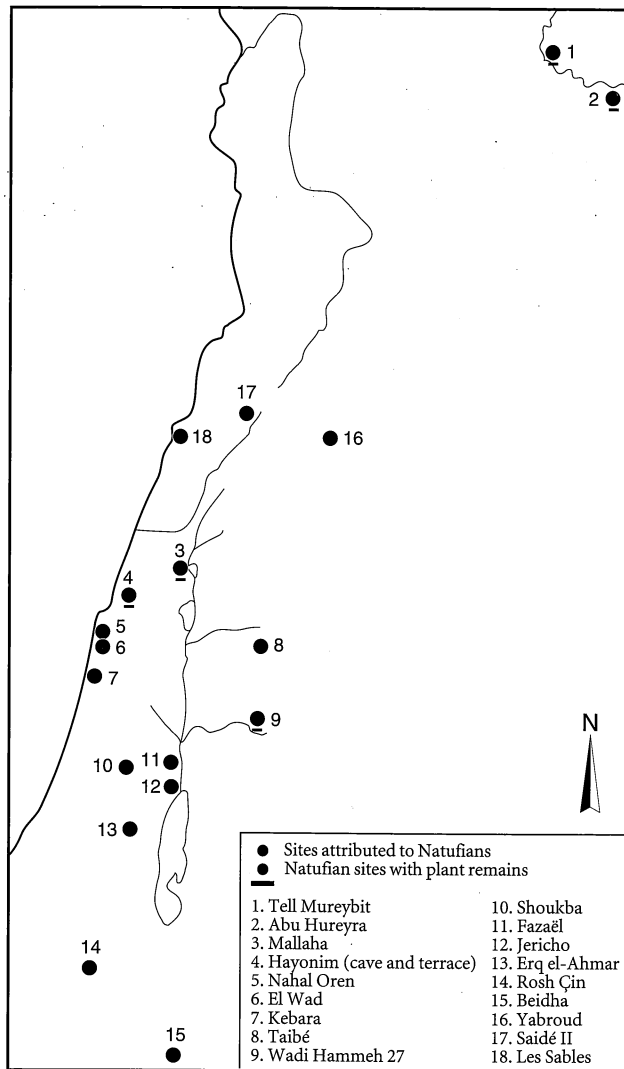 1
2
17
18
16
3
4
5
6
8
7
9
N
11
10
12
13
14
15
Sites attributed to Natufians
Natufian sites with plant remains
1. Tell Mureybit
2. Abu Hureyra
3. Mallaha
4. Hayonim (cave and terrace)
5. Nahal Oren
6. El Wad
7. Kebara
8. Taibé
9. Wadi Hammeh 27
10. Shoukba
11. Fazaël
12. Jericho
13. Erq el-Ahmar
14. Rosh Çin
15. Beidha
16. Yabroud
17. Saidé II
18. Les Sables